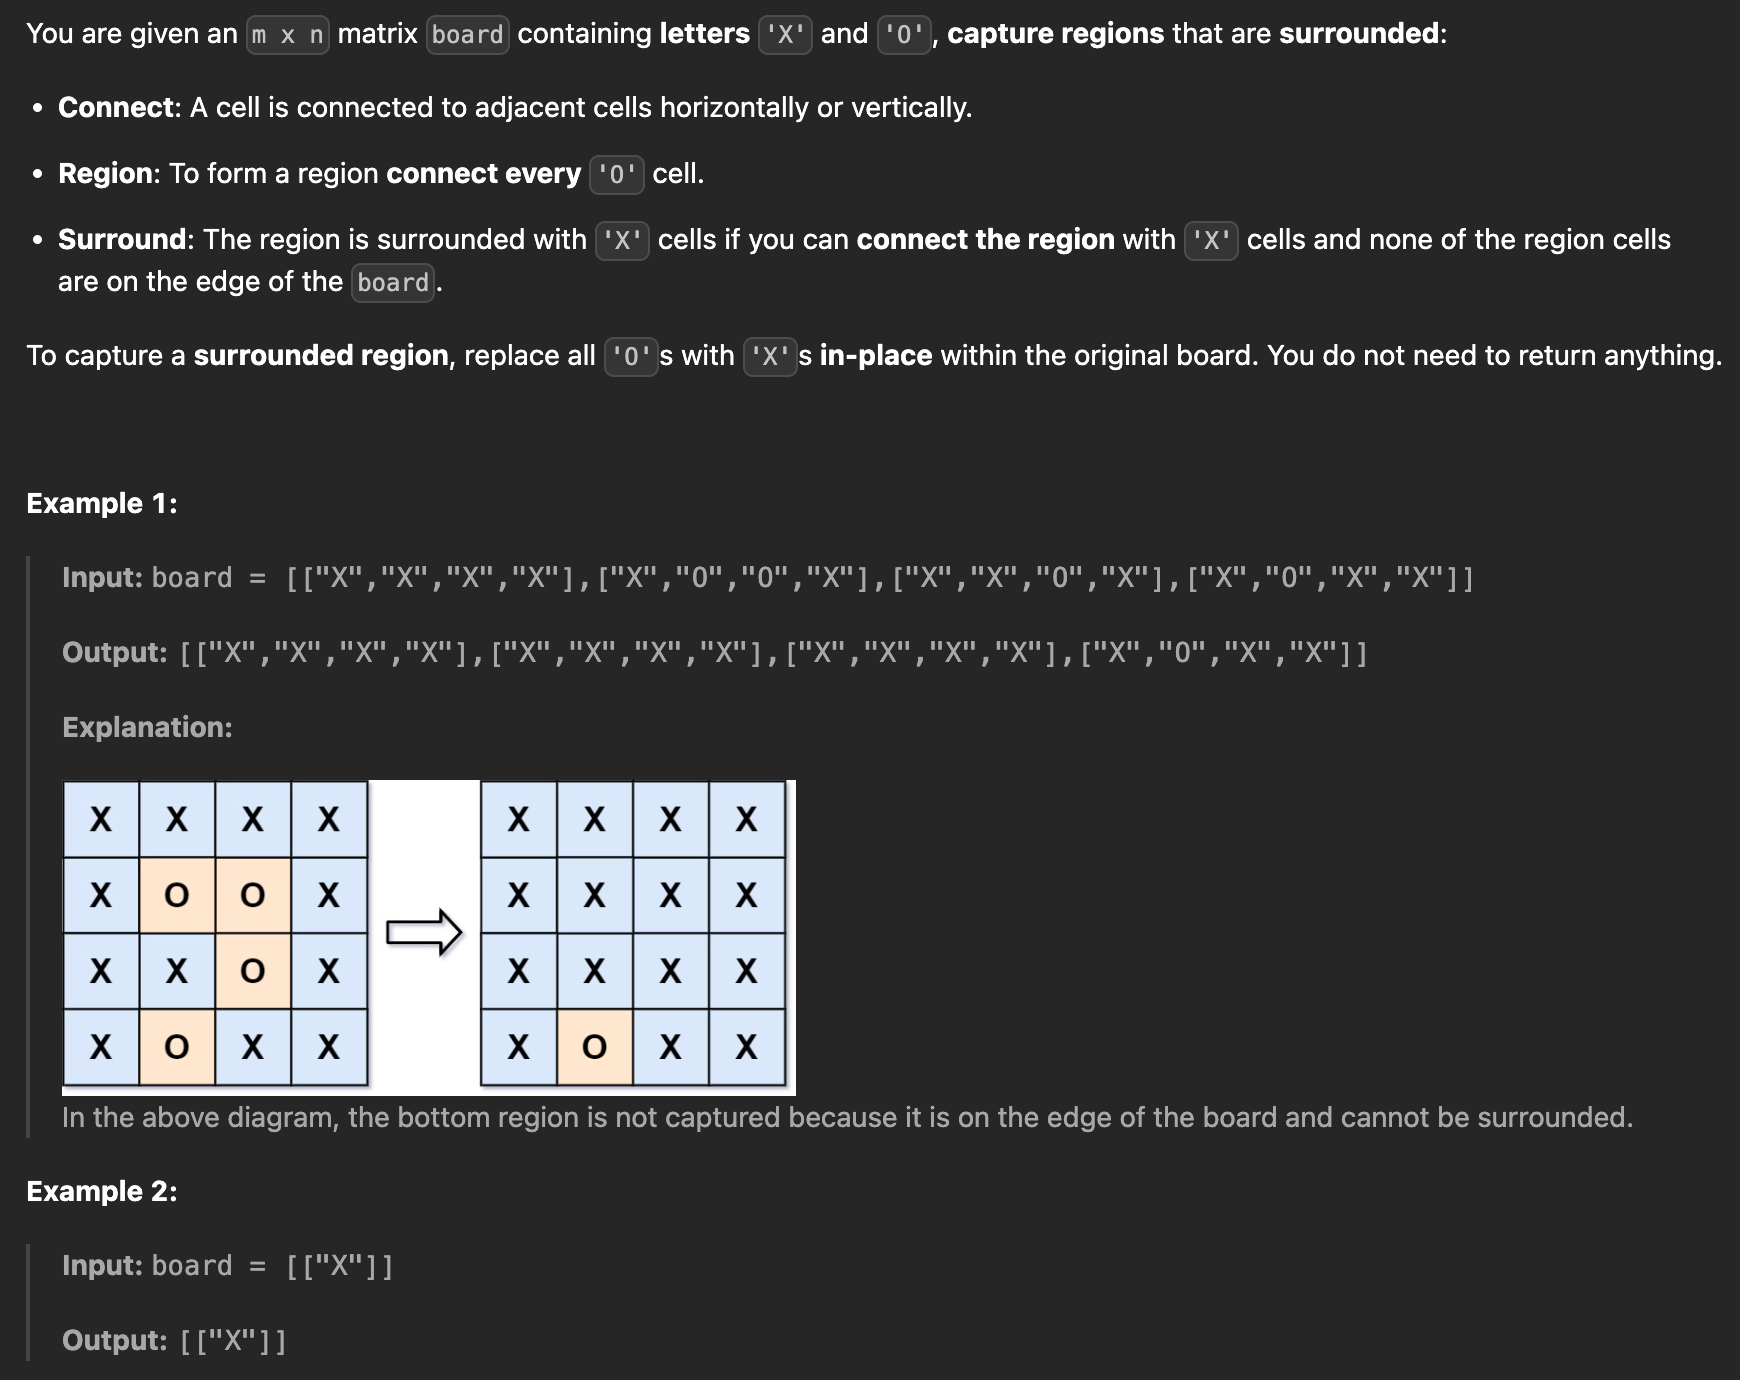 You are given an m x n matrix board containing letters 'X' and 'O', capture regions that are surrounded:
• Connect: A cell is connected to adjacent cells horizontally or vertically.
• Region: To form a region connect every 'O' cell.
• Surround: The region is surrounded with 'X' cells if you can connect the region with 'X' cells and none of the region cells
are on the edge of the board.
To capture a surrounded region, replace all 'O's with 'X's in-place within the original board. You do not need to return anything.
Example 1:
Input: board = [["X","X","X","X"],["X","O","O","X"],["X","X","O","X"],["X","O","X","X"]]
Output: [["X","X","X","X"],["X","X","X","X"],["X","X","X","X"],["X","O","X","X"]]
Explanation:
X X X X X X X X
X O O X X X X X
X X O X X X X X
X O X X X O X X
In the above diagram, the bottom region is not captured because it is on the edge of the board and cannot be surrounded.
Example 2:
Input: board = [["X"]]
Output: [["X"]]